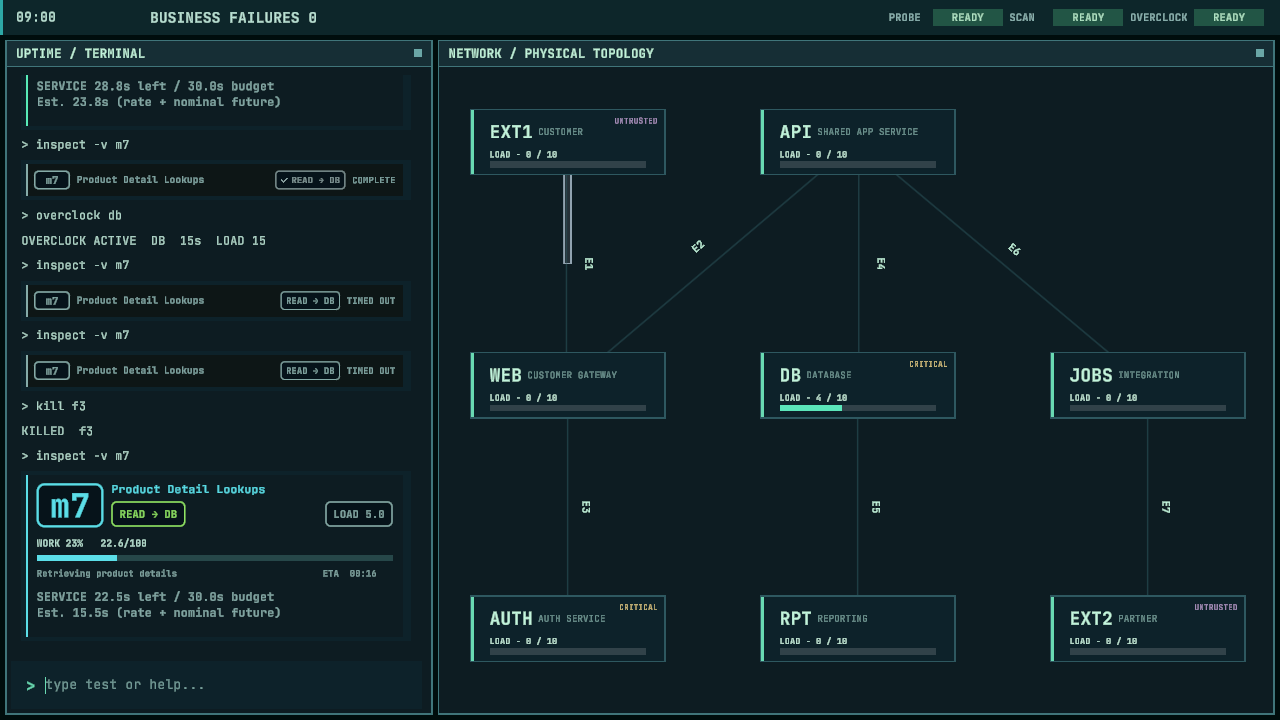 09:00
BUSINESS FAILURES 0
PROBE READY SCAN READY OVERCLOCK READY
UPTIME / TERMINAL
SERVICE 28.8s left / 30.0s budget
Est. 23.8s (rate + nominal future)
> inspect -v m7
m7 Product Detail Lookups ✓ READ → DB COMPLETE
> overclock db
OVERCLOCK ACTIVE DB 15s LOAD 15
> inspect -v m7
m7 Product Detail Lookups READ → DB TIMED OUT
> inspect -v m7
m7 Product Detail Lookups READ → DB TIMED OUT
> kill f3
KILLED f3
> inspect -v m7
m7 Product Detail Lookups
READ → DB LOAD 5.0
WORK 23% 22.6/100
Retrieving product details ETA 00:16
SERVICE 22.5s left / 30.0s budget
Est. 15.5s (rate + nominal future)
> type test or help...
NETWORK / PHYSICAL TOPOLOGY
UNTRUSTED
EXT1 CUSTOMER
LOAD - 0 / 10
API SHARED APP SERVICE
LOAD - 0 / 10
E1
E2
E4
E6
WEB CUSTOMER GATEWAY
LOAD - 0 / 10
CRITICAL
DB DATABASE
LOAD - 4 / 10
JOBS INTEGRATION
LOAD - 0 / 10
E3
E5
E7
CRITICAL
AUTH AUTH SERVICE
LOAD - 0 / 10
RPT REPORTING
LOAD - 0 / 10
UNTRUSTED
EXT2 PARTNER
LOAD - 0 / 10